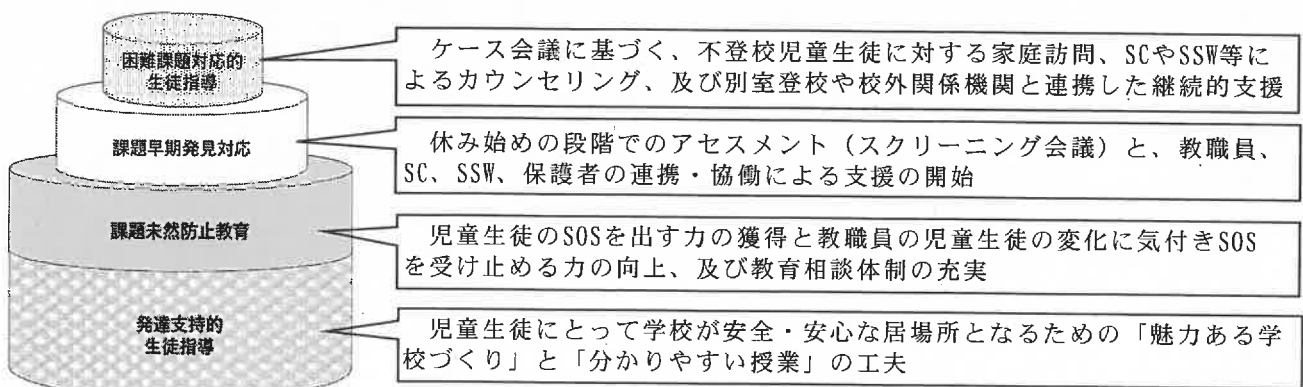 困難課題対応的
生徒指導
ケース会議に基づく、不登校児童生徒に対する家庭訪問、SCやSSW等に
よるカウンセリング、及び別室登校や校外関係機関と連携した継続的支援
課題早期発見対応
休み始めの段階でのアセスメント（スクリーニング会議）と、教職員、
SC、SSW、保護者の連携・協働による支援の開始
課題未然防止教育
児童生徒のSOSを出す力の獲得と教職員の児童生徒の変化に気付きSOS
を受け止める力の向上、及び教育相談体制の充実
発達支持的
生徒指導
児童生徒にとって学校が安全・安心な居場所となるための「魅力ある学
校づくり」と「分かりやすい授業」の工夫